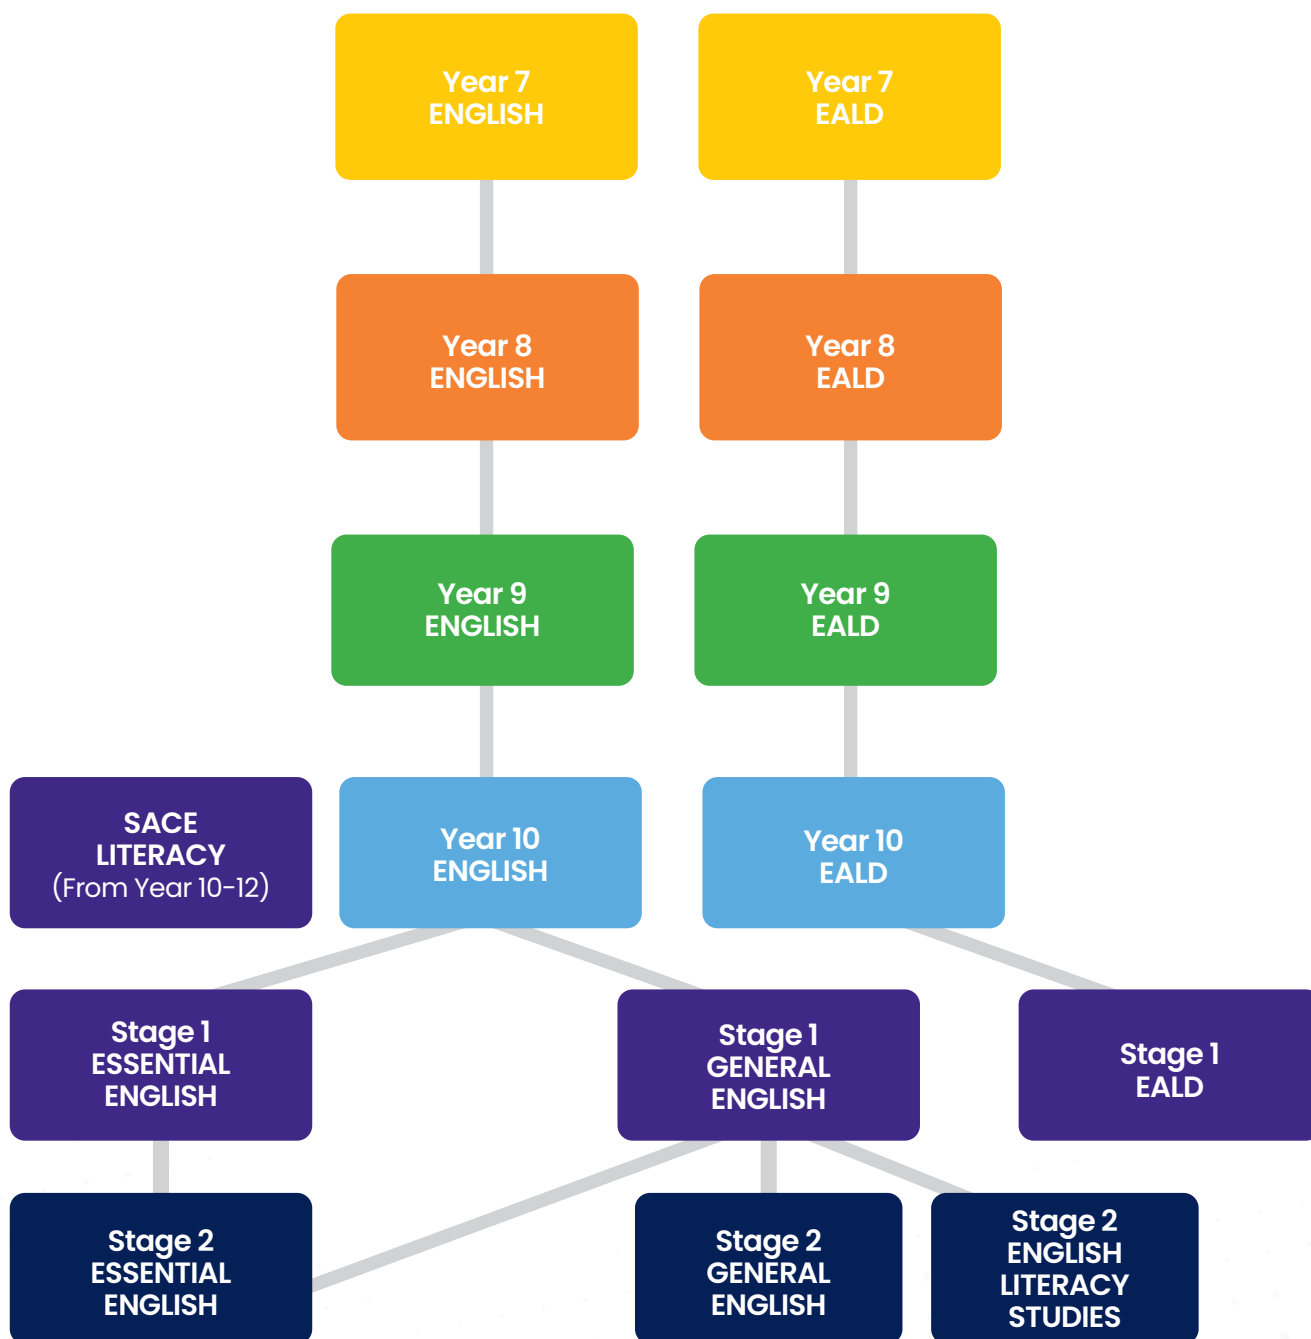 Year 7
ENGLISH
Year 7
EALD
Year 8
ENGLISH
Year 8
EALD
Year 9
ENGLISH
Year 9
EALD
SACE
LITERACY
(From Year 10-12)
Year 10
ENGLISH
Year 10
EALD
Stage 1
ESSENTIAL
ENGLISH
Stage 1
GENERAL
ENGLISH
Stage 1
EALD
Stage 2
ESSENTIAL
ENGLISH
Stage 2
GENERAL
ENGLISH
Stage 2
ENGLISH
LITERACY
STUDIES